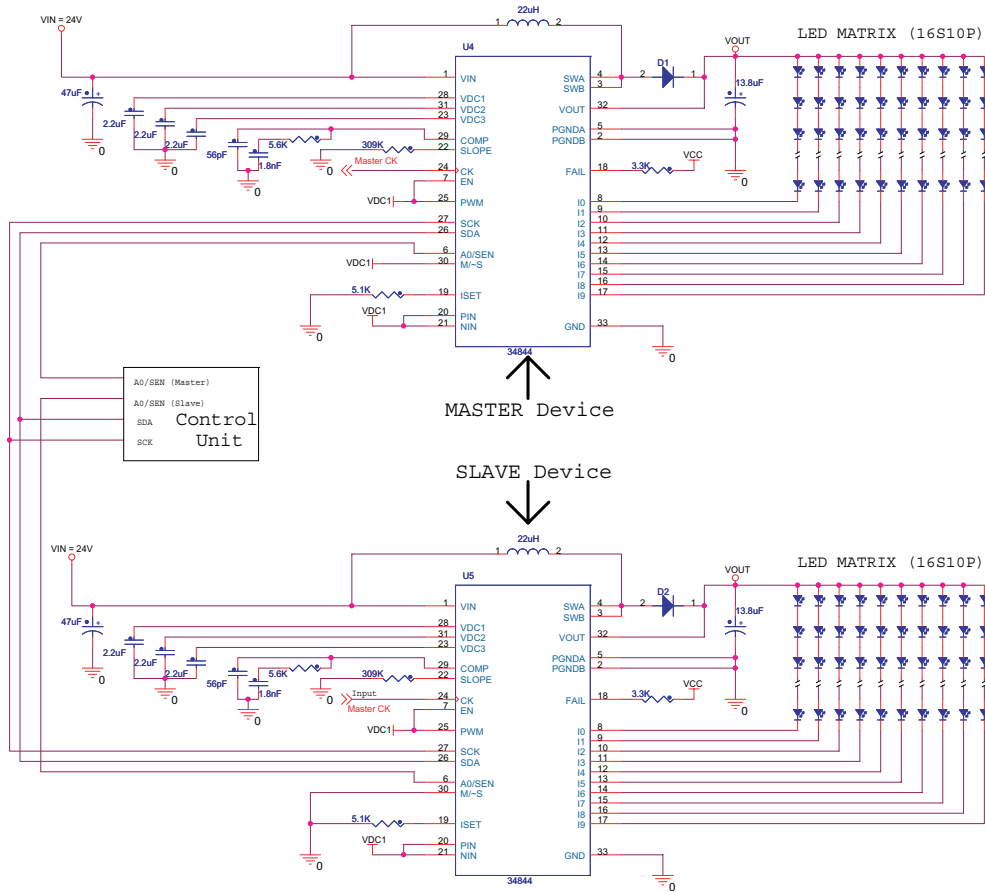 22uH
1 2
VIN = 24V
U4
VOUT
LED MATRIX (16S10P)
D1
1 VIN
SWA 4
SWB 3
2 1
47uF
13.8uF
28 VDC1
31 VDC2
23 VDC3
VOUT 32
2.2uF
2.2uF
2.2uF
PGNDA 5
PGNDB 2
29 COMP
22 SLOPE
5.6K
309K
56pF
1.8nF
0
0
0
0
0
Master CK
24 CK
7 EN
FAIL 18
3.3K
VCC
VDC1
25 PWM
I0 8
I1 9
I2 10
I3 11
I4 12
I5 13
I6 14
I7 15
I8 16
I9 17
27 SCK
26 SDA
6 A0/SEN
30 M/~S
VDC1
5.1K
19 ISET
0
VDC1
20 PIN
21 NIN
GND 33
0
34844
MASTER Device
A0/SEN (Master)
A0/SEN (Slave)
SDA
SCK
Control
Unit
SLAVE Device
22uH
1 2
VIN = 24V
U5
VOUT
LED MATRIX (16S10P)
D2
1 VIN
SWA 4
SWB 3
2 1
47uF
13.8uF
28 VDC1
31 VDC2
23 VDC3
VOUT 32
2.2uF
2.2uF
2.2uF
PGNDA 5
PGNDB 2
29 COMP
22 SLOPE
5.6K
309K
56pF
1.8nF
0
0
0
0
0
Input
Master CK
24 CK
7 EN
FAIL 18
3.3K
VCC
VDC1
25 PWM
I0 8
I1 9
I2 10
I3 11
I4 12
I5 13
I6 14
I7 15
I8 16
I9 17
27 SCK
26 SDA
6 A0/SEN
30 M/~S
5.1K
19 ISET
0
VDC1
20 PIN
21 NIN
GND 33
0
34844